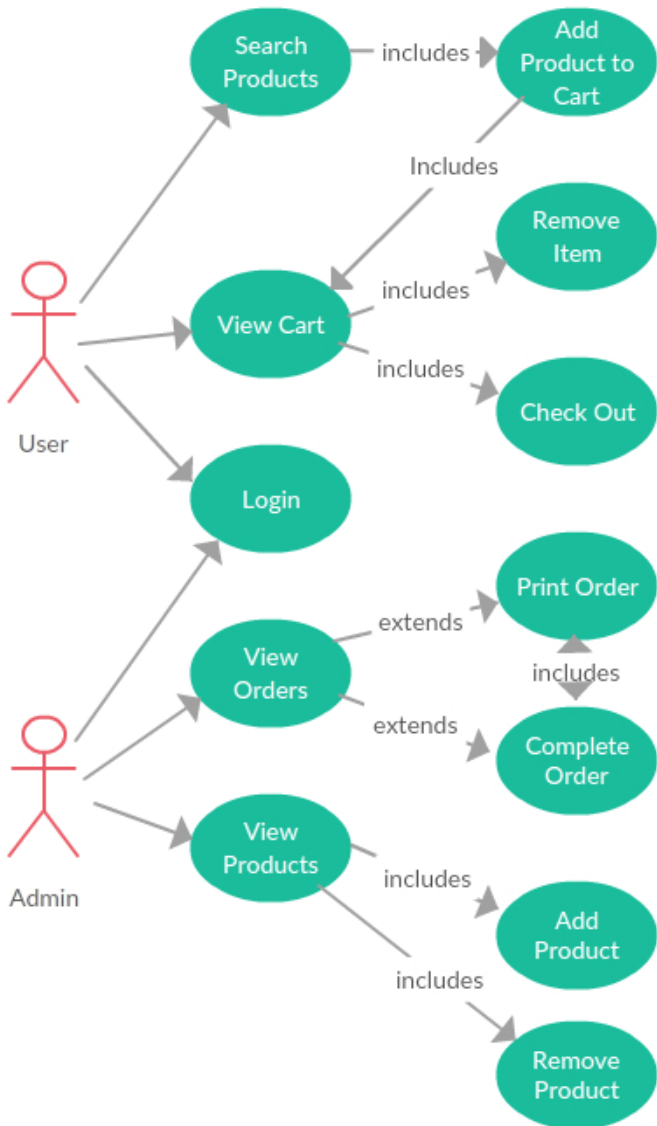 Search
Products
includes
Add
Product to
Cart
Includes
Remove
Item
includes
View Cart
includes
Check Out
User
Login
Print Order
extends
View
Orders
includes
extends
Complete
Order
View
Products
includes
Admin
Add
Product
includes
Remove
Product